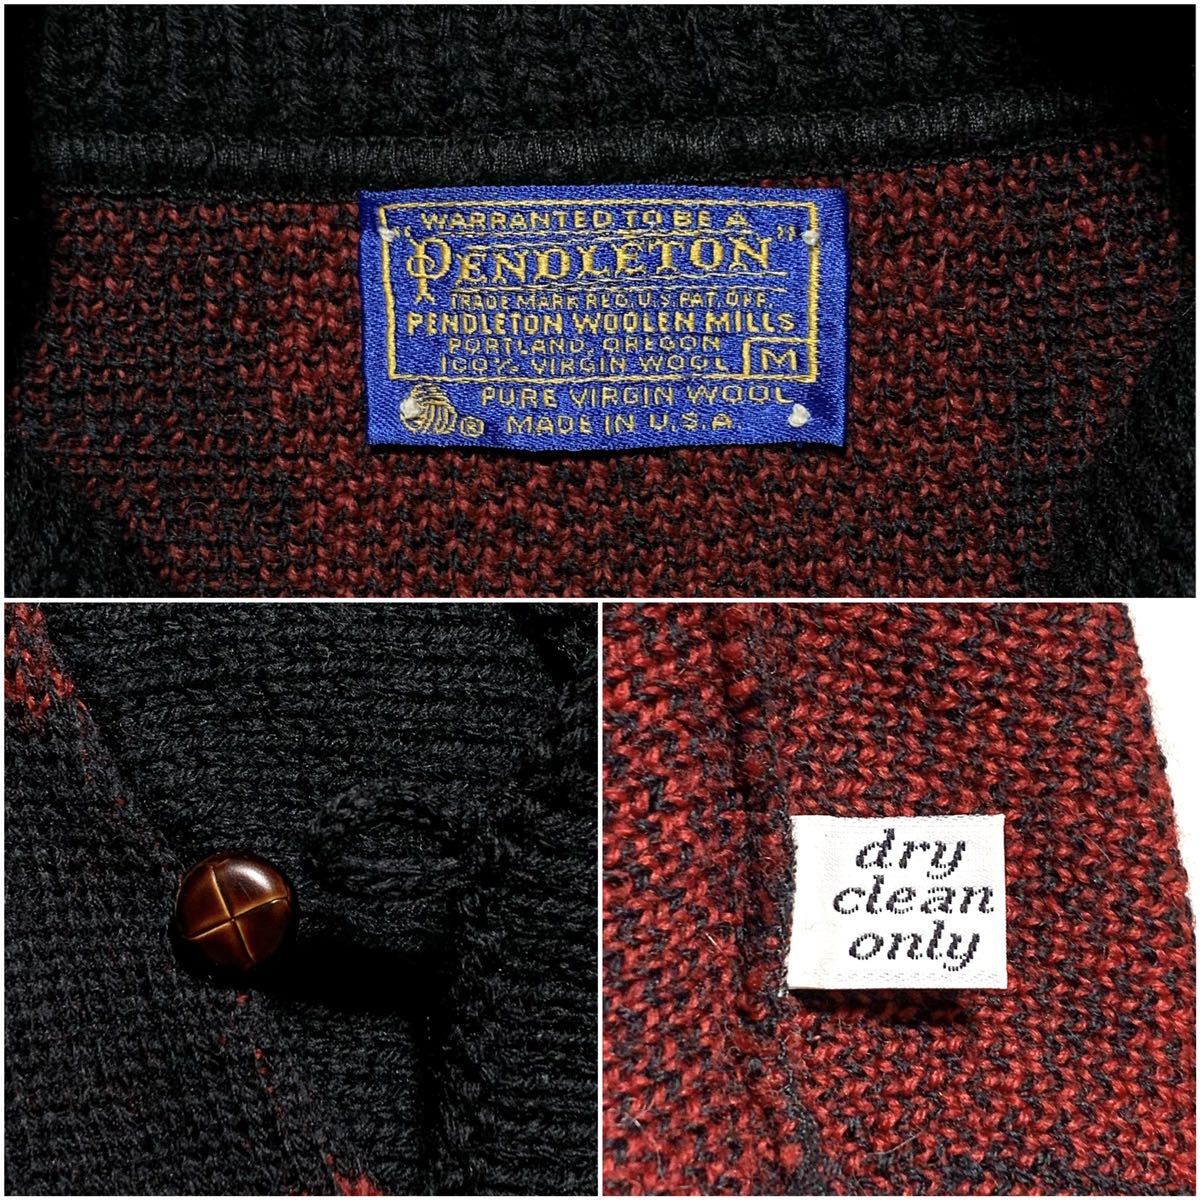 WARRANTED TO BE A
"PENDLETON"
TRADE MARK REG. U.S. PAT. OFF.
PENDLETON WOOLEN MILLS
PORTLAND, OREGON
100% VIRGIN WOOL M
PURE VIRGIN WOOL
® MADE IN U.S.A.
dry
clean
only